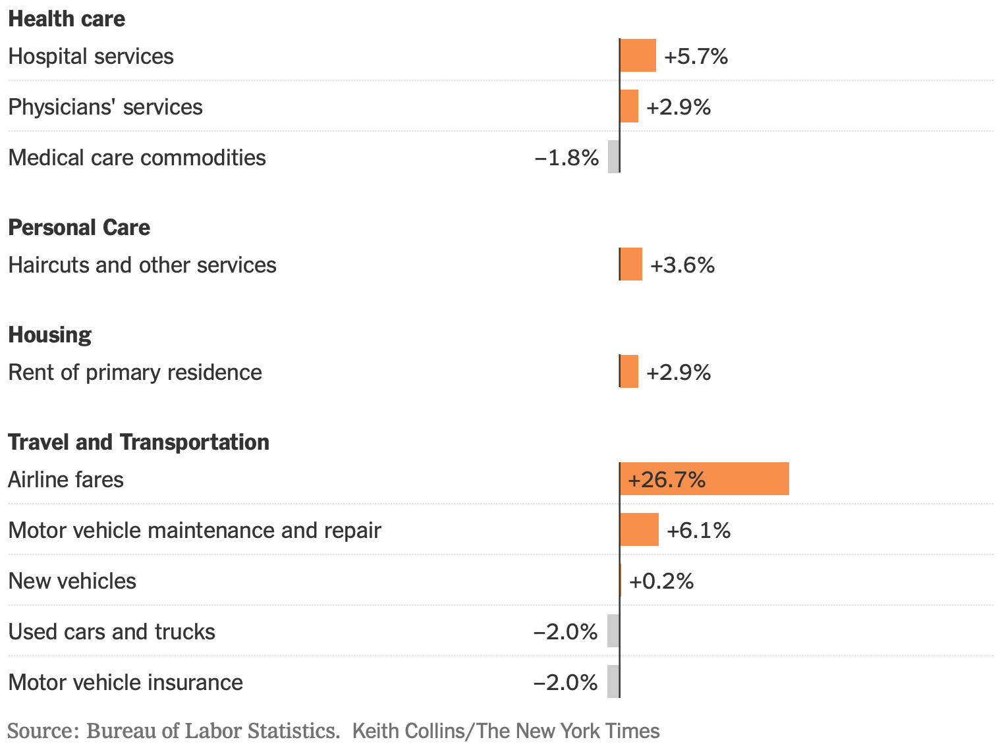 Health care
Hospital services +5.7%
Physicians' services +2.9%
Medical care commodities –1.8%
Personal Care
Haircuts and other services +3.6%
Housing
Rent of primary residence +2.9%
Travel and Transportation
Airline fares +26.7%
Motor vehicle maintenance and repair +6.1%
New vehicles +0.2%
Used cars and trucks –2.0%
Motor vehicle insurance –2.0%
Source: Bureau of Labor Statistics. Keith Collins/The New York Times